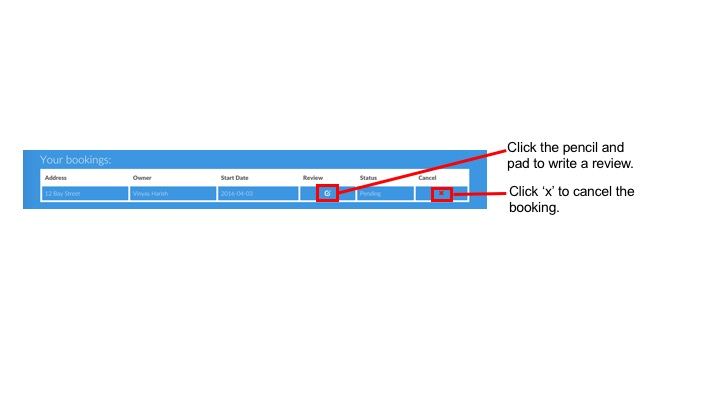 Your bookings:
Address Owner Start Date Review Status Cancel
12 Bay Street Vinyas Harish 2016-04-03 Pending
Click the pencil and
pad to write a review.
Click ‘x’ to cancel the
booking.